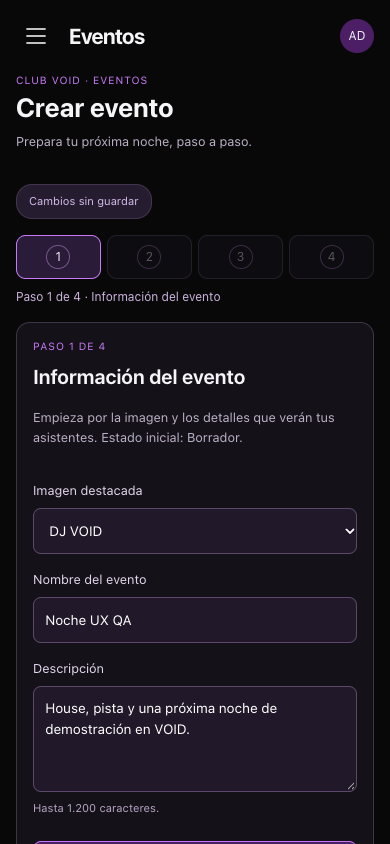 Eventos
AD
CLUB VOID · EVENTOS
Crear evento
Prepara tu próxima noche, paso a paso.
Cambios sin guardar
1
2
3
4
Paso 1 de 4 · Información del evento
PASO 1 DE 4
Información del evento
Empieza por la imagen y los detalles que verán tus
asistentes. Estado inicial: Borrador.
Imagen destacada
DJ VOID
Nombre del evento
Noche UX QA
Descripción
House, pista y una próxima noche de
demostración en VOID.
Hasta 1.200 caracteres.